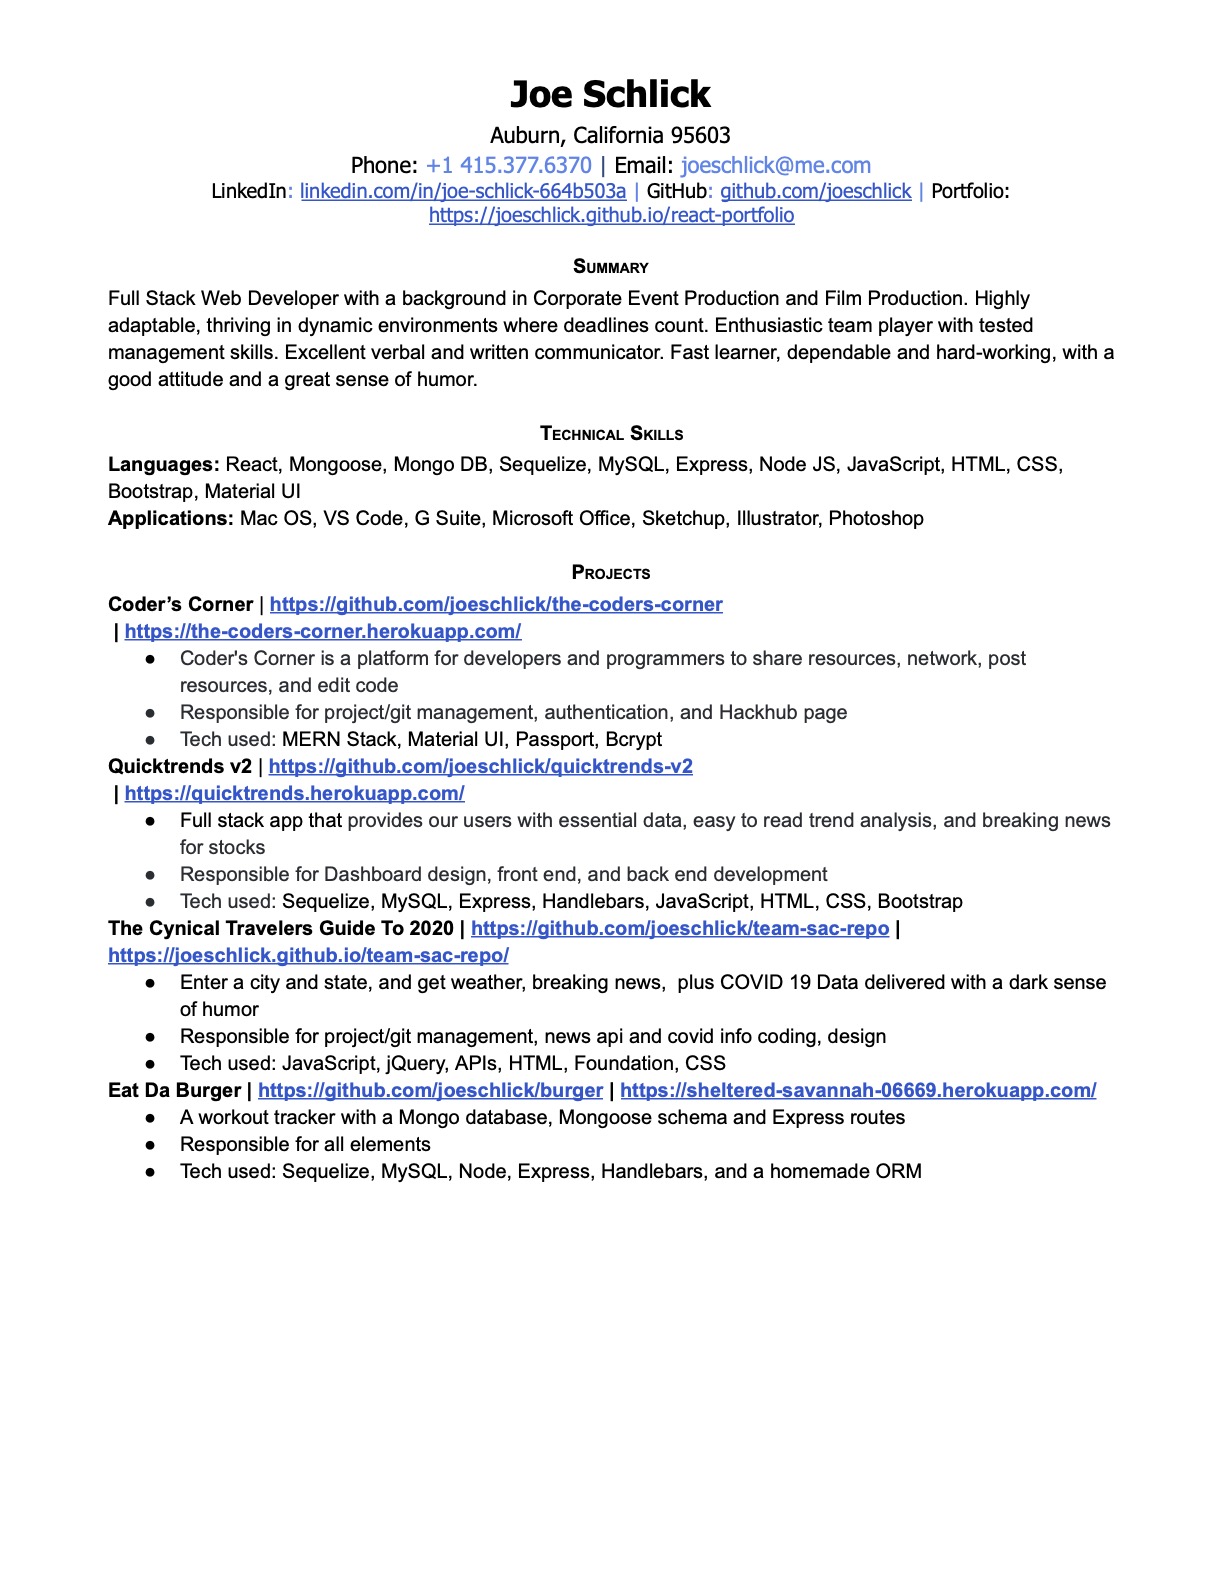 Joe Schlick
Auburn, California 95603
Phone: +1 415.377.6370 | Email: joeschlick@me.com
LinkedIn: linkedin.com/in/joe-schlick-664b503a | GitHub: github.com/joeschlick | Portfolio:
https://joeschlick.github.io/react-portfolio
Summary
Full Stack Web Developer with a background in Corporate Event Production and Film Production. Highly
adaptable, thriving in dynamic environments where deadlines count. Enthusiastic team player with tested
management skills. Excellent verbal and written communicator. Fast learner, dependable and hard-working, with a
good attitude and a great sense of humor.
Technical Skills
Languages: React, Mongoose, Mongo DB, Sequelize, MySQL, Express, Node JS, JavaScript, HTML, CSS,
Bootstrap, Material UI
Applications: Mac OS, VS Code, G Suite, Microsoft Office, Sketchup, Illustrator, Photoshop
Projects
Coder’s Corner | https://github.com/joeschlick/the-coders-corner
| https://the-coders-corner.herokuapp.com/
● Coder's Corner is a platform for developers and programmers to share resources, network, post
resources, and edit code
● Responsible for project/git management, authentication, and Hackhub page
● Tech used: MERN Stack, Material UI, Passport, Bcrypt
Quicktrends v2 | https://github.com/joeschlick/quicktrends-v2
| https://quicktrends.herokuapp.com/
● Full stack app that provides our users with essential data, easy to read trend analysis, and breaking news
for stocks
● Responsible for Dashboard design, front end, and back end development
● Tech used: Sequelize, MySQL, Express, Handlebars, JavaScript, HTML, CSS, Bootstrap
The Cynical Travelers Guide To 2020 | https://github.com/joeschlick/team-sac-repo |
https://joeschlick.github.io/team-sac-repo/
● Enter a city and state, and get weather, breaking news,  plus COVID 19 Data delivered with a dark sense
of humor
● Responsible for project/git management, news api and covid info coding, design
● Tech used: JavaScript, jQuery, APIs, HTML, Foundation, CSS
Eat Da Burger | https://github.com/joeschlick/burger | https://sheltered-savannah-06669.herokuapp.com/
● A workout tracker with a Mongo database, Mongoose schema and Express routes
● Responsible for all elements
● Tech used: Sequelize, MySQL, Node, Express, Handlebars, and a homemade ORM